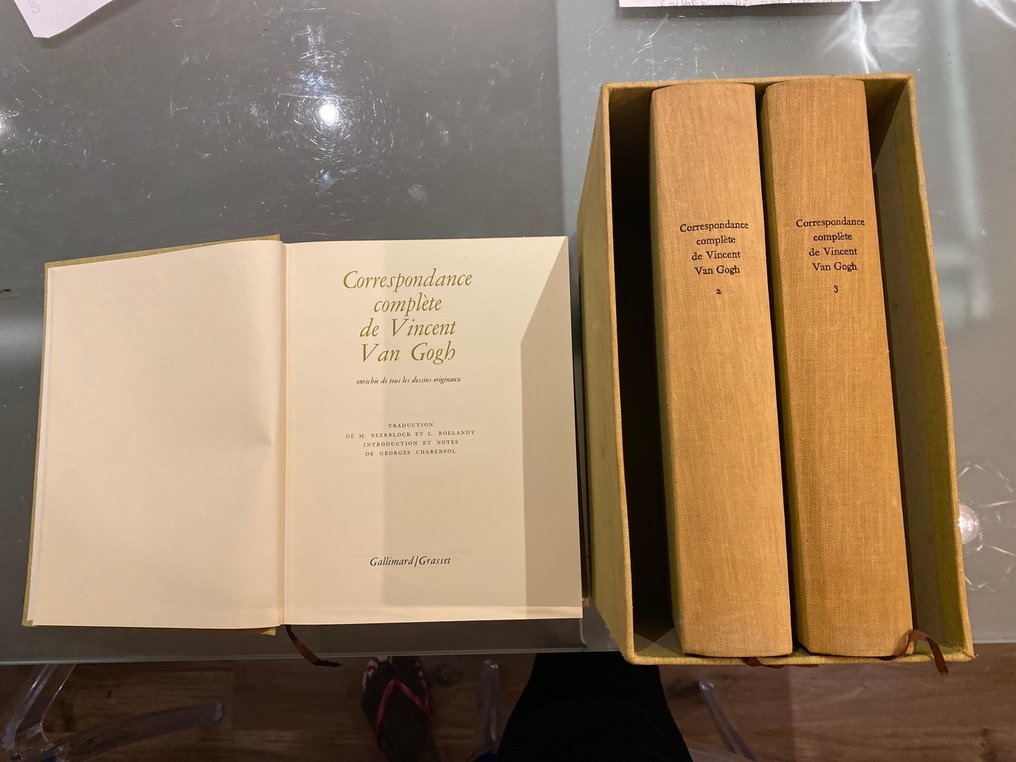 Correspondance
complète
de Vincent
Van Gogh
enrichie de tous les dessins originaux
TRADUCTION
DE M. BEERBLOCK ET L. ROELANDT
INTRODUCTION ET NOTES
DE GEORGES CHARENSOL
Gallimard/Grasset
Correspondance
complète
de Vincent
Van Gogh
2
Correspondance
complète
de Vincent
Van Gogh
3